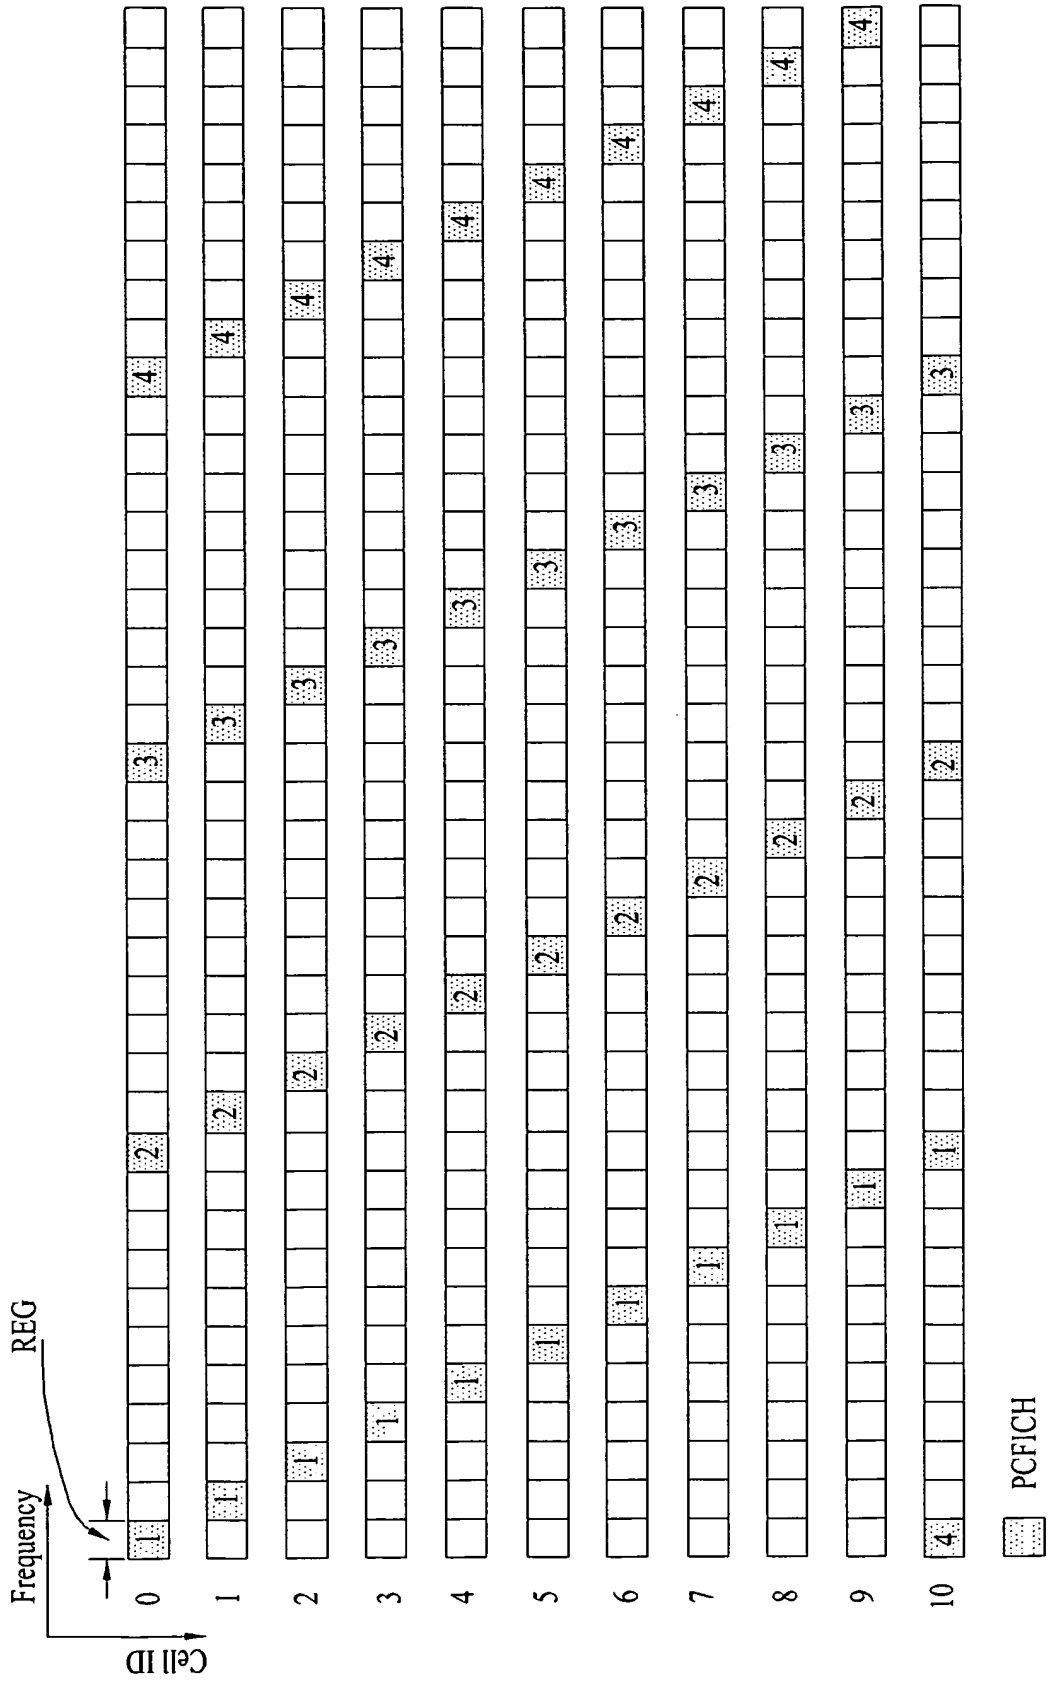 Frequency
REG
Cell ID
0 1 2 3 4
1 1 2 3 4
2 1 2 3 4
3 1 2 3 4
4 1 2 3 4
5 1 2 3 4
6 1 2 3 4
7 1 2 3 4
8 1 2 3 4
9 1 2 3 4
10 4 1 2 3
PCFICH